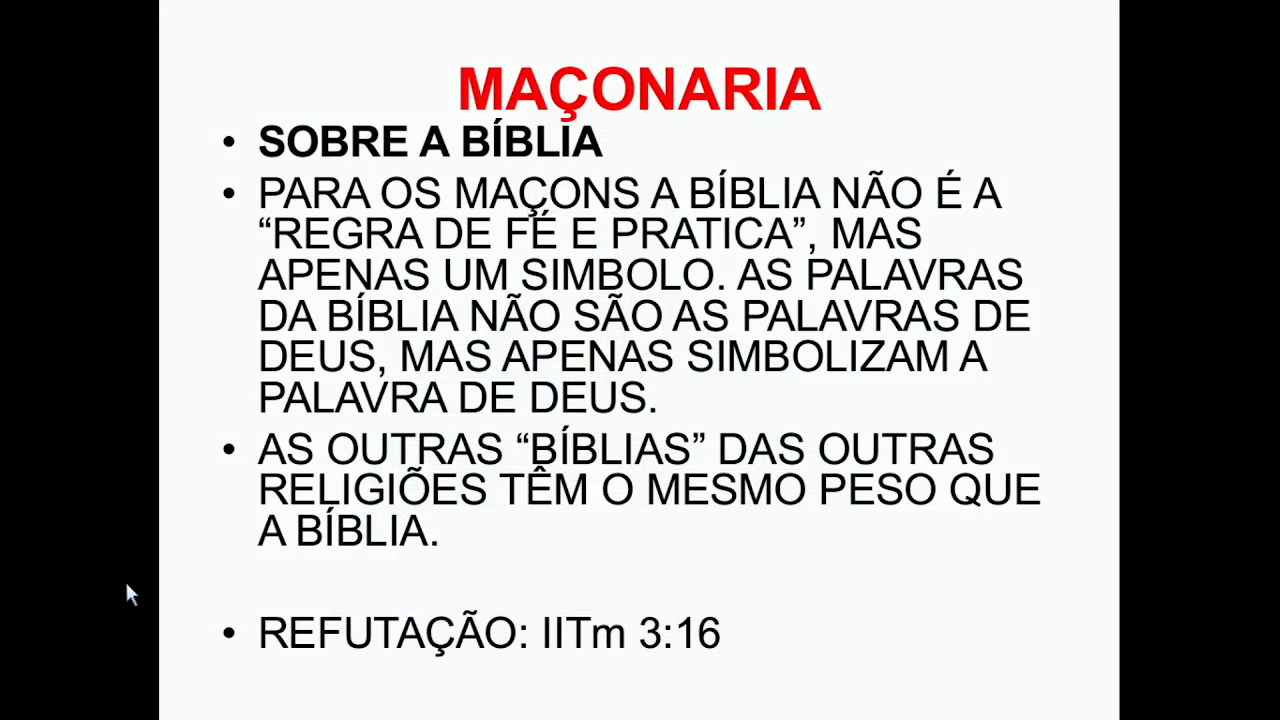 MAÇONARIA
• SOBRE A BÍBLIA
• PARA OS MAÇONS A BÍBLIA NÃO É A
“REGRA DE FÉ E PRATICA”, MAS
APENAS UM SIMBOLO. AS PALAVRAS
DA BÍBLIA NÃO SÃO AS PALAVRAS DE
DEUS, MAS APENAS SIMBOLIZAM A
PALAVRA DE DEUS.
• AS OUTRAS “BÍBLIAS” DAS OUTRAS
RELIGIÕES TÊM O MESMO PESO QUE
A BÍBLIA.
• REFUTAÇÃO: IITm 3:16